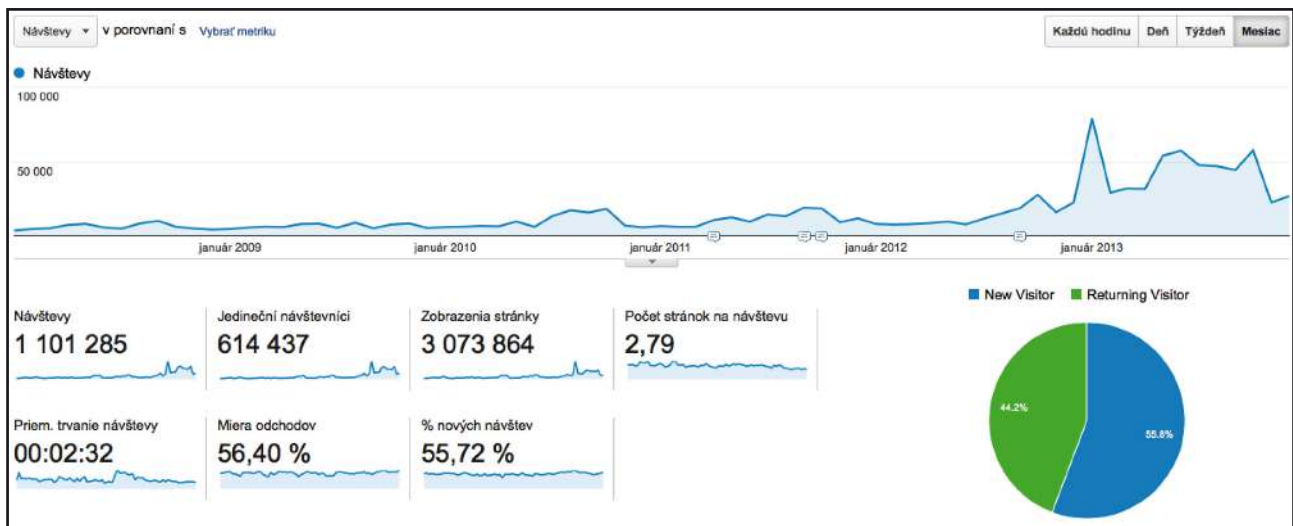 Návštevy v porovnaní s Vybrať metriku Každú hodinu Deň Týždeň Mesiac
Návštevy
100 000
50 000
január 2009 január 2010 január 2011 január 2012 január 2013
New Visitor Returning Visitor
Návštevy Jedineční návštevníci Zobrazenia stránky Počet stránok na návštevu
1 101 285 614 437 3 073 864 2,79
44.2% 55.8%
Priem. trvanie návštevy Miera odchodov % nových návštev
00:02:32 56,40 % 55,72 %